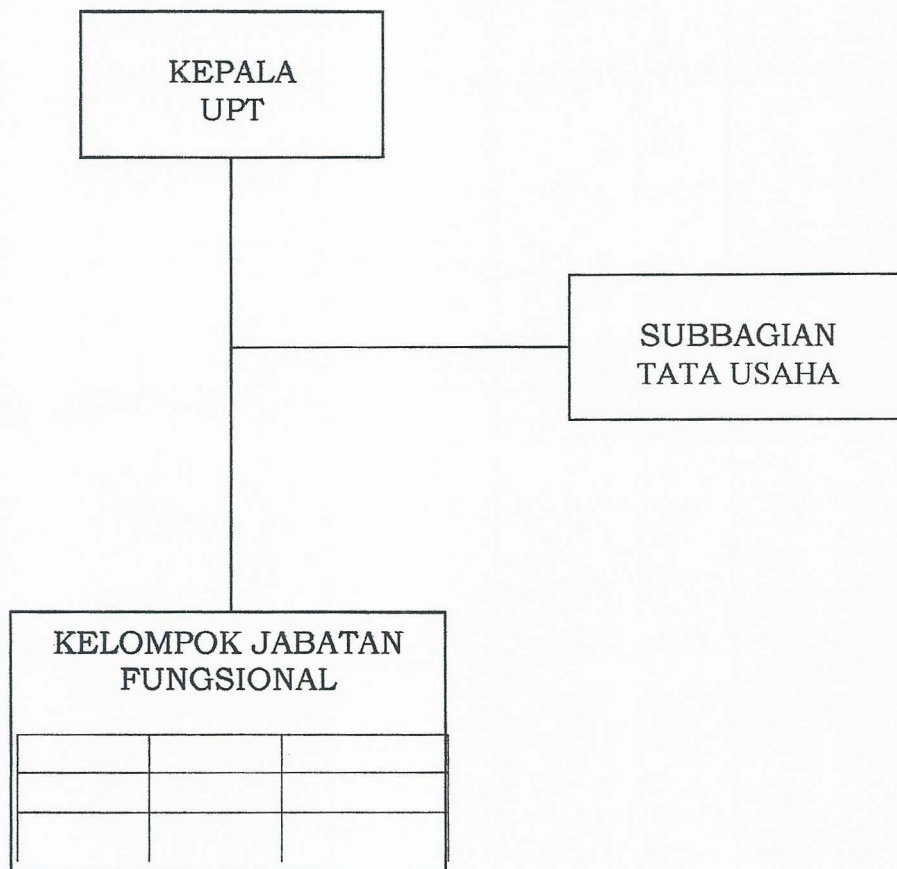 KEPALA
UPT
SUBBAGIAN
TATA USAHA
KELOMPOK JABATAN
FUNGSIONAL